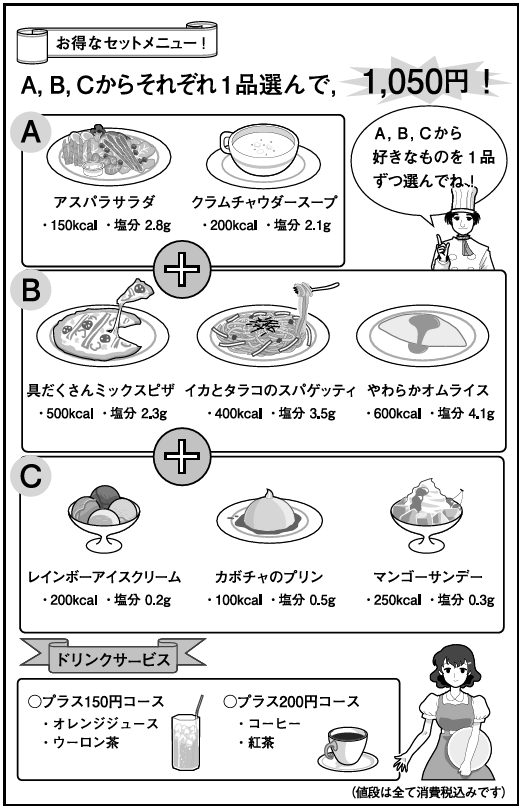 お得なセットメニュー！
A, B, Cからそれぞれ1品選んで, 1,050円！
A, B, Cから
好きなものを1品
ずつ選んでね！
A
アスパラサラダ クラムチャウダースープ
・150kcal ・塩分 2.8g ・200kcal ・塩分 2.1g
+
B
具だくさんミックスピザ イカとタラコのスパゲッティ やわらかオムライス
・500kcal ・塩分 2.3g ・400kcal ・塩分 3.5g ・600kcal ・塩分 4.1g
+
C
レインボーアイスクリーム カボチャのプリン マンゴーサンデー
・200kcal ・塩分 0.2g ・100kcal ・塩分 0.5g ・250kcal ・塩分 0.3g
ドリンクサービス
○プラス150円コース
・オレンジジュース
・ウーロン茶
○プラス200円コース
・コーヒー
・紅茶
(値段は全て消費税込みです)